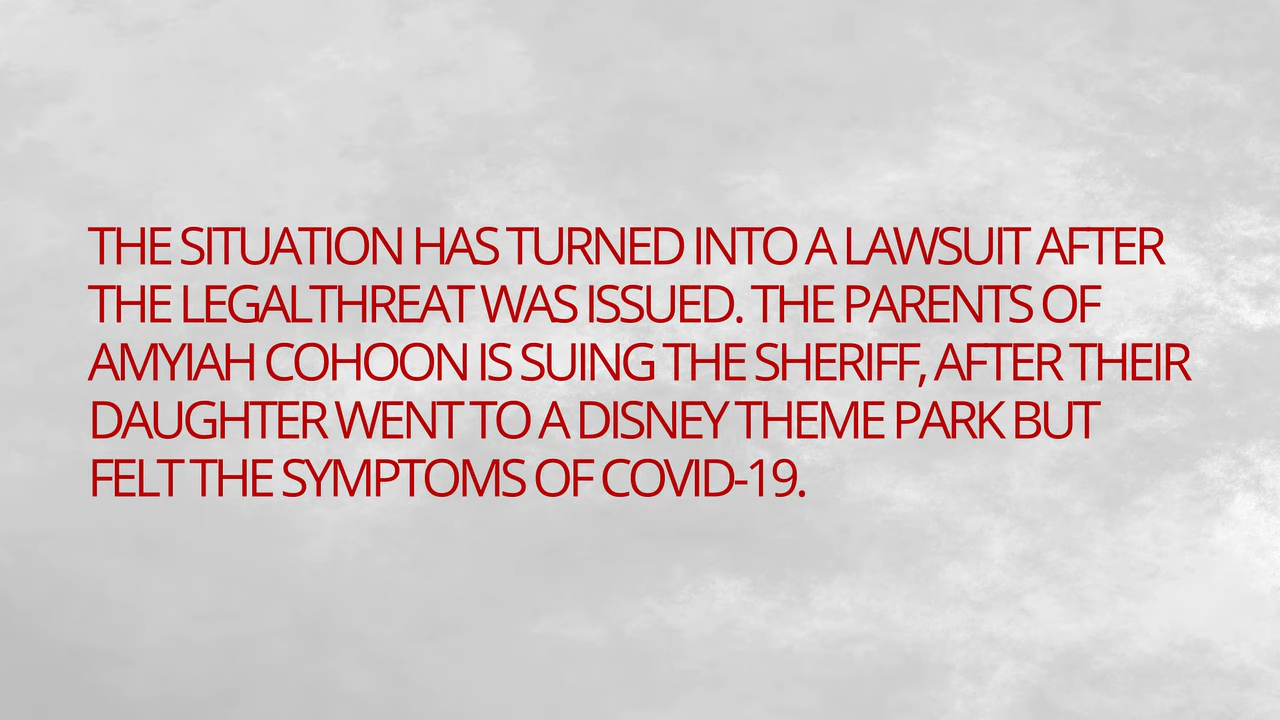 THE SITUATION HAS TURNED INTO A LAWSUIT AFTER
THE LEGALTHREAT WAS ISSUED. THE PARENTS OF
AMYIAH COHOON IS SUING THE SHERIFF, AFTER THEIR
DAUGHTER WENT TO A DISNEY THEME PARK BUT
FELT THE SYMPTOMS OF COVID-19.